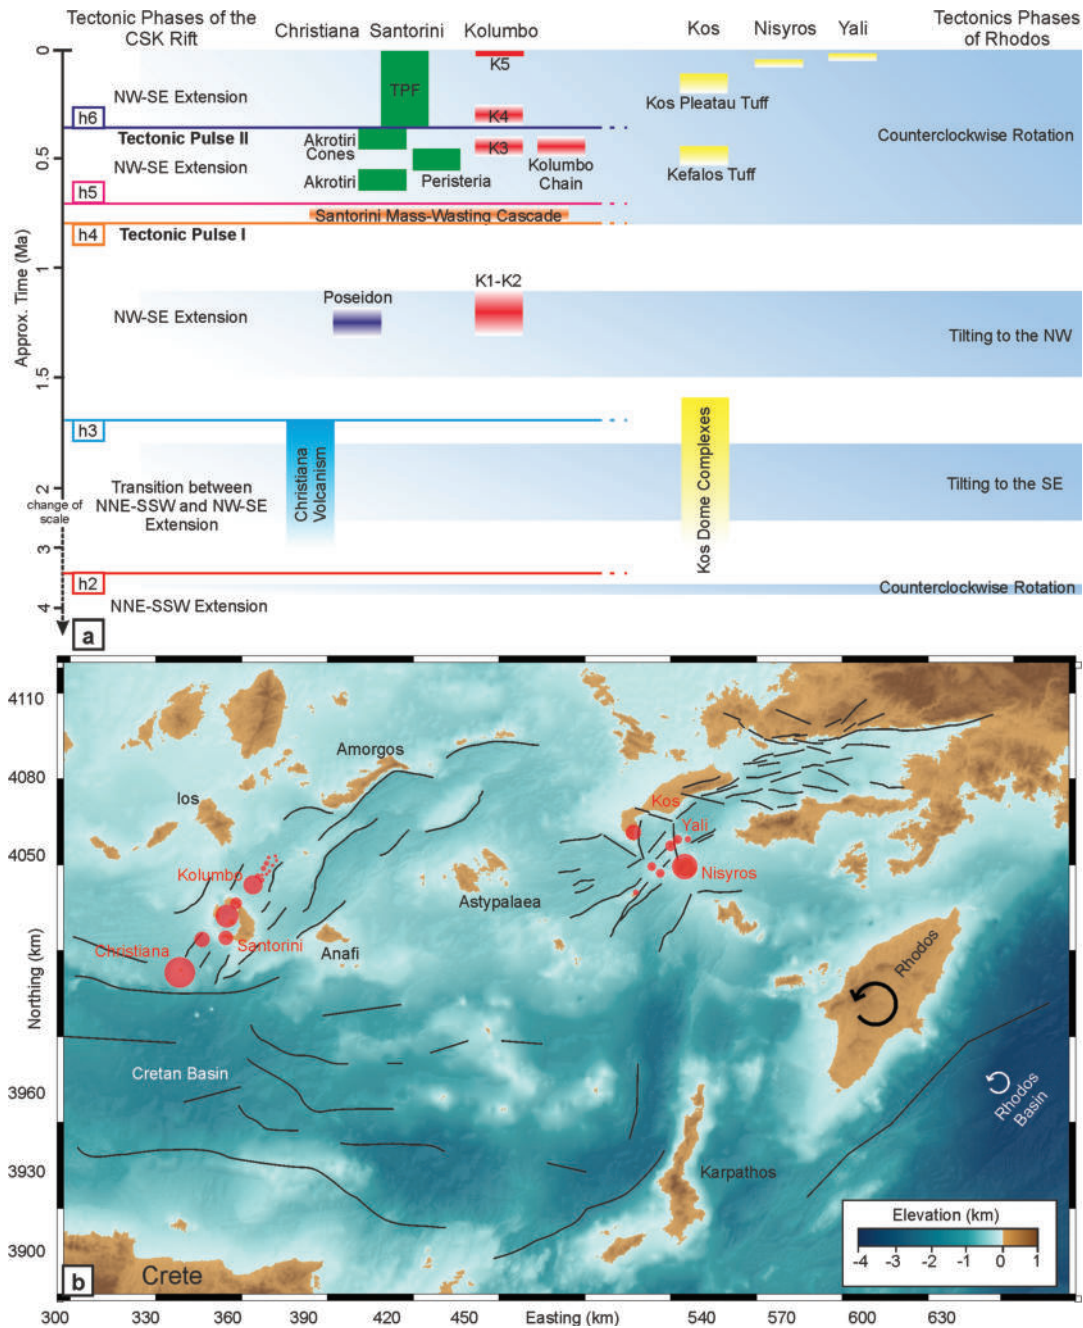 Tectonic Phases of the
CSK Rift
Christiana
Santorini
Kolumbo
Kos
Nisyros
Yali
Tectonics Phases
of Rhodos
0
K5
TPF
NW-SE Extension
Kos Pleatau Tuff
h6
K4
Tectonic Pulse II
Akrotiri
Cones
K3
Counterclockwise Rotation
0.5
NW-SE Extension
Akrotiri
Peristeria
Kolumbo
Chain
Kefalos Tuff
h5
Santorini Mass-Wasting Cascade
h4
Tectonic Pulse I
Approx. Time (Ma)
1
K1-K2
Poseidon
NW-SE Extension
Tilting to the NW
1.5
h3
Christiana
Volcanism
Kos Dome Complexes
2
Transition between
NNE-SSW and NW-SE
Extension
Tilting to the SE
change of
scale
3
h2
Counterclockwise Rotation
4
NNE-SSW Extension
a
4110
4080
4050
3990
3960
3930
3900
Northing (km)
Amorgos
Ios
Kos
Yali
Kolumbo
Nisyros
Astypalaea
Christiana
Santorini
Anafi
Rhodos
Cretan Basin
Rhodos
Basin
Karpathos
Elevation (km)
-4 -3 -2 -1 0 1
b
Crete
300 330 360 390 420 450 Easting (km) 540 570 630